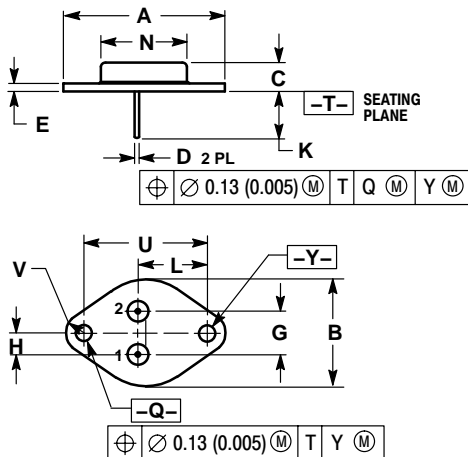 A
N
C
E
–T– SEATING PLANE
K
D 2 PL
⌖ ∅ 0.13 (0.005) Ⓜ T Q Ⓜ Y Ⓜ
U
V
L
–Y–
2
H
G
B
1
–Q–
⌖ ∅ 0.13 (0.005) Ⓜ T Y Ⓜ